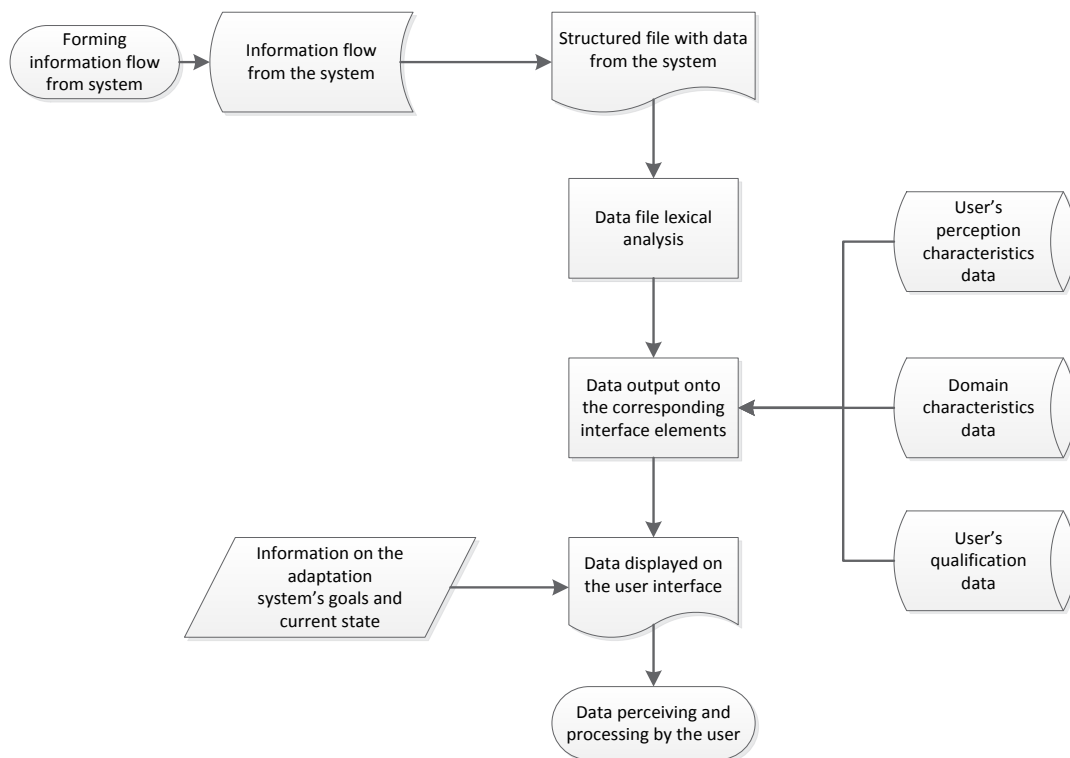 Forming
information flow
from system
Information flow
from the system
Structured file with data
from the system
Data file lexical
analysis
User's
perception
characteristics
data
Data output onto
the corresponding
interface elements
Domain
characteristics
data
Information on the
adaptation
system's goals and
current state
Data displayed on
the user interface
User's
qualification
data
Data perceiving and
processing by the user